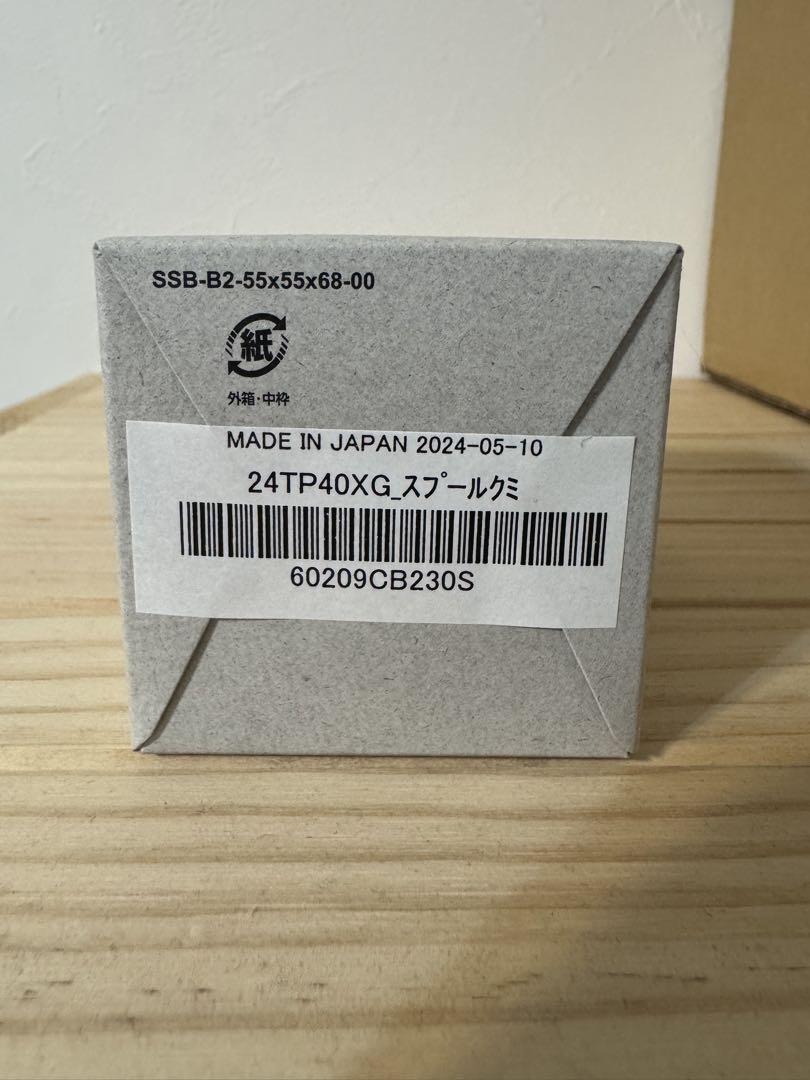 SSB-B2-55x55x68-00
紙
外箱・中枠
MADE IN JAPAN 2024-05-10
24TP40XG_ｽﾌﾟｰﾙｸﾐ
60209CB230S